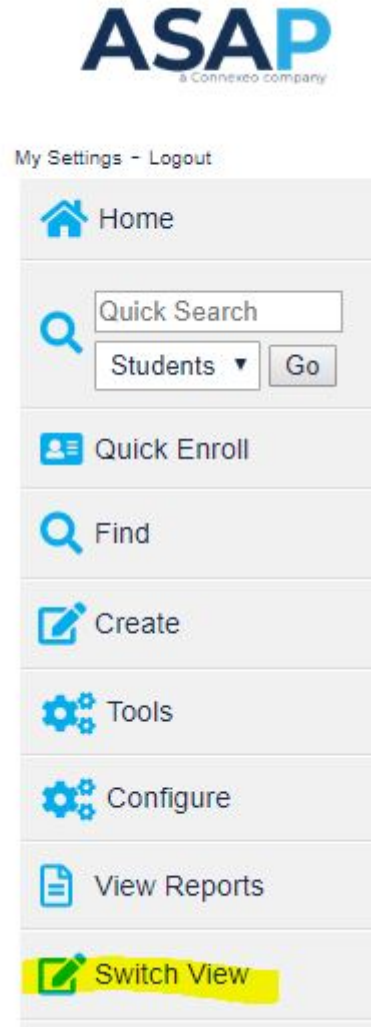 ASAP
a Connexeo company
My Settings - Logout
Home
Quick Search
Students
Go
Quick Enroll
Find
Create
Tools
Configure
View Reports
Switch View